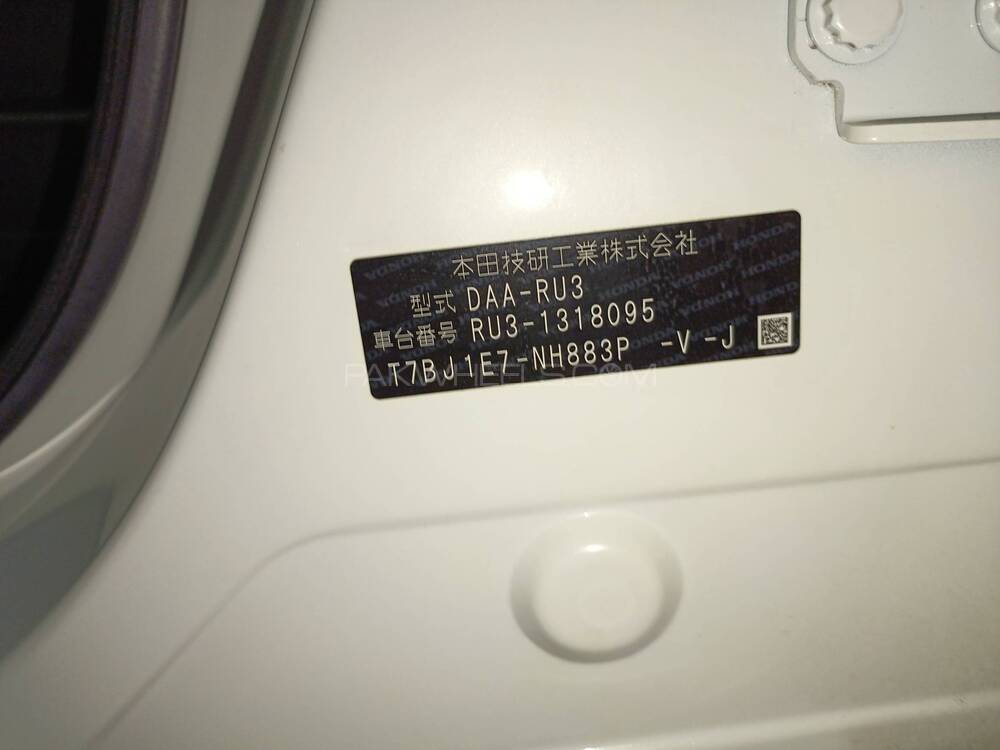 本田技研工業株式会社
型式 DAA-RU3
車台番号 RU3-1318095
T7BJ1E7-NH883P -V -J
PAKWHEELS.COM